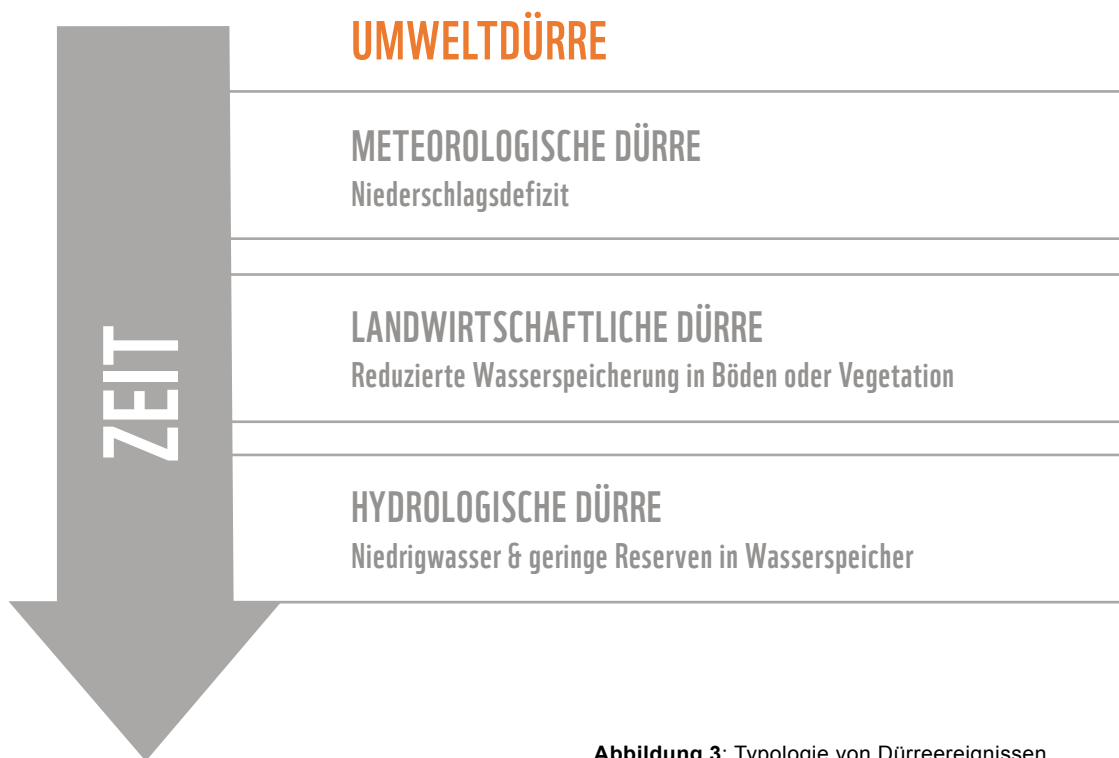 UMWELTDÜRRE
METEOROLOGISCHE DÜRRE
Niederschlagsdefizit
LANDWIRTSCHAFTLICHE DÜRRE
Reduzierte Wasserspeicherung in Böden oder Vegetation
HYDROLOGISCHE DÜRRE
Niedrigwasser & geringe Reserven in Wasserspeicher
ZEIT
Abbildung 3: Typologie von Dürreereignissen